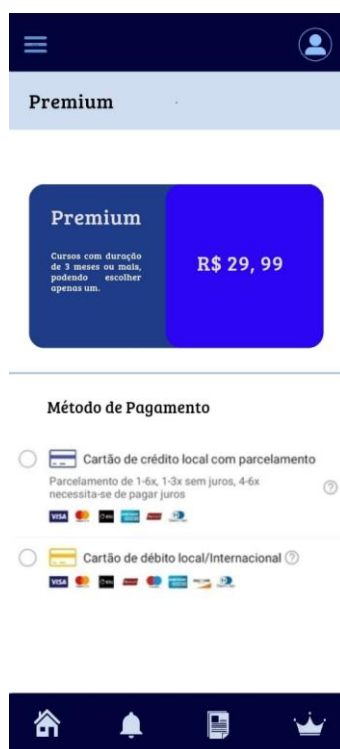 Premium
Premium
Cursos com duração
de 3 meses ou mais,
podendo escolher
apenas um.
R$ 29, 99
Método de Pagamento
Cartão de crédito local com parcelamento
Parcelamento de 1-6x, 1-3x sem juros, 4-6x
necessita-se de pagar juros
VISA
Cartão de débito local/Internacional
VISA